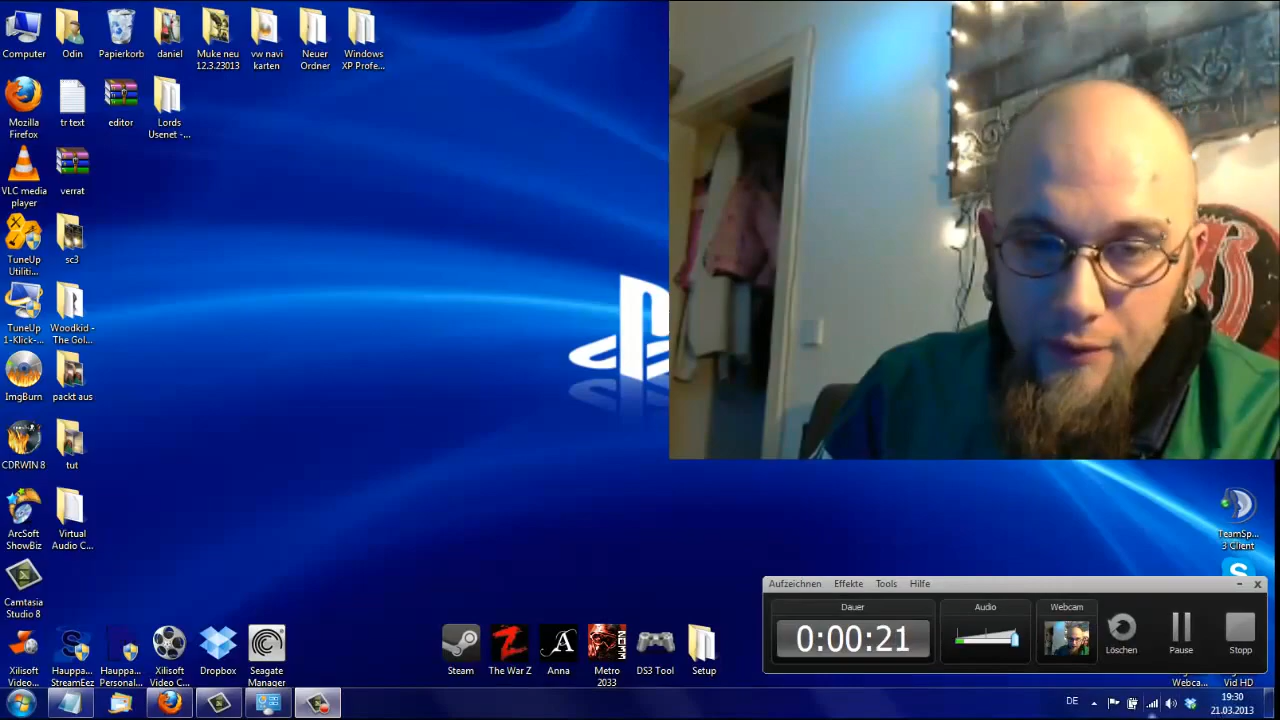 Computer
Odin
Papierkorb
daniel
Muke neu
12.3.23013
vw navi
karten
Neuer
Ordner
Windows
XP Profe...
Mozilla
Firefox
tr text
editor
Lords
Usenet -...
VLC media
player
verrat
TuneUp
Utiliti...
sc3
TuneUp
1-Klick-...
Woodkid -
The Gol...
ImgBurn
packt aus
CDRWIN 8
tut
ArcSoft
ShowBiz
Virtual
Audio C...
Camtasia
Studio 8
TeamSp...
3 Client
Xilisoft
Video...
Hauppa...
StreamEez
Hauppa...
Personal...
Xilisoft
Video C...
Dropbox
Seagate
Manager
Steam
The War Z
Anna
Metro
2033
DS3 Tool
Setup
Aufzeichnen Effekte Tools Hilfe
Dauer
Audio
Webcam
0:00:21
Löschen
Pause
Stopp
Webca...
Vid HD
DE
19:30
21.03.2013